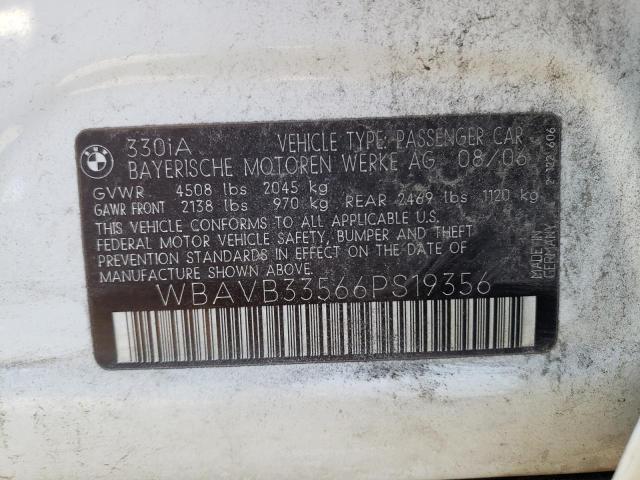 330iA VEHICLE TYPE: PASSENGER CAR
BAYERISCHE MOTOREN WERKE AG 08/06
GVWR 4508 lbs 2045 kg
GAWR FRONT 2138 lbs 970 kg REAR 2469 lbs 1120 kg
THIS VEHICLE CONFORMS TO ALL APPLICABLE U.S.
FEDERAL MOTOR VEHICLE SAFETY, BUMPER AND THEFT
PREVENTION STANDARDS IN EFFECT ON THE DATE OF
MANUFACTURE SHOWN ABOVE.
WBAVB33566PS19356
MADE IN
GERMANY